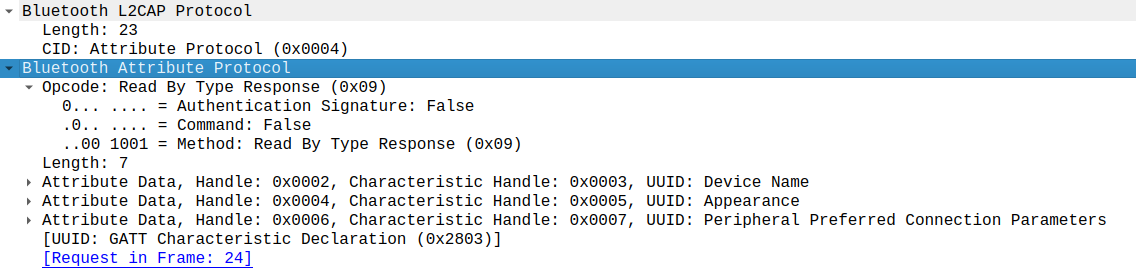 Bluetooth L2CAP Protocol
Length: 23
CID: Attribute Protocol (0x0004)
Bluetooth Attribute Protocol
Opcode: Read By Type Response (0x09)
0... .... = Authentication Signature: False
.0.. .... = Command: False
..00 1001 = Method: Read By Type Response (0x09)
Length: 7
Attribute Data, Handle: 0x0002, Characteristic Handle: 0x0003, UUID: Device Name
Attribute Data, Handle: 0x0004, Characteristic Handle: 0x0005, UUID: Appearance
Attribute Data, Handle: 0x0006, Characteristic Handle: 0x0007, UUID: Peripheral Preferred Connection Parameters
[UUID: GATT Characteristic Declaration (0x2803)]
[Request in Frame: 24]